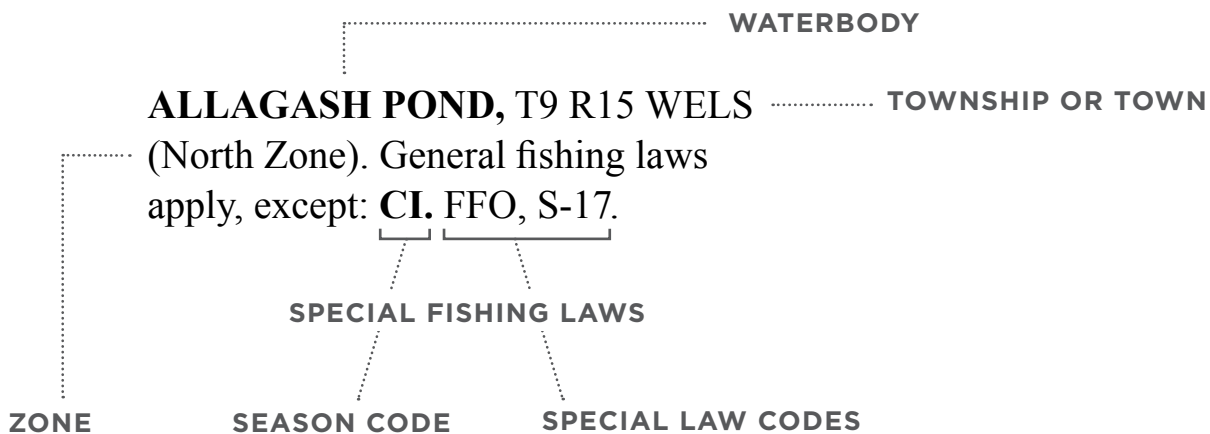 WATERBODY
ALLAGASH POND, T9 R15 WELS
TOWNSHIP OR TOWN
(North Zone). General fishing laws
apply, except: CI. FFO, S-17.
SPECIAL FISHING LAWS
ZONE
SEASON CODE
SPECIAL LAW CODES